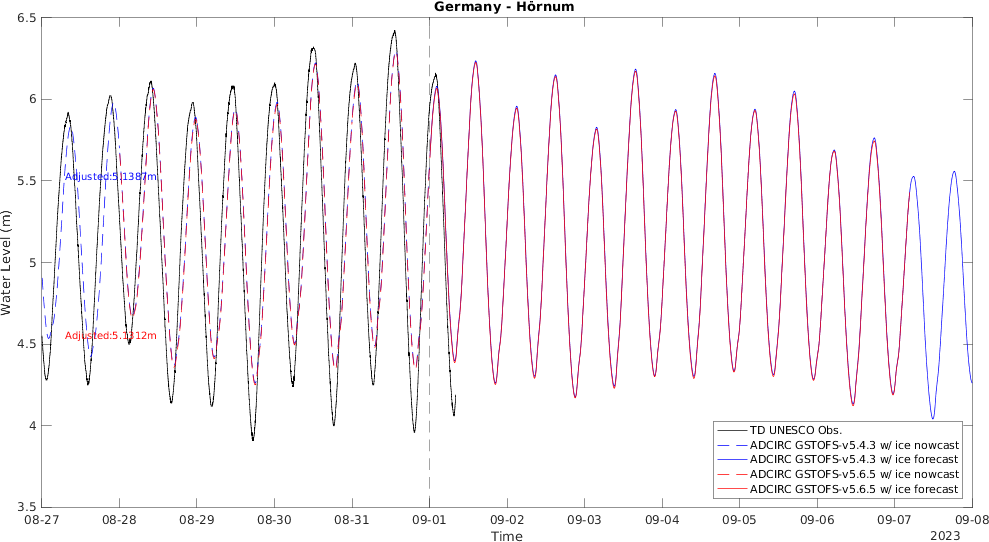 Germany - Hörnum
6.5
6
5.5
5
4.5
4
3.5
Water Level (m)
Adjusted:5.1387m
Adjusted:5.1312m
TD UNESCO Obs.
ADCIRC GSTOFS-v5.4.3 w/ ice nowcast
ADCIRC GSTOFS-v5.4.3 w/ ice forecast
ADCIRC GSTOFS-v5.6.5 w/ ice nowcast
ADCIRC GSTOFS-v5.6.5 w/ ice forecast
08-27 08-28 08-29 08-30 08-31 09-01 09-02 09-03 09-04 09-05 09-06 09-07 09-08
Time
2023